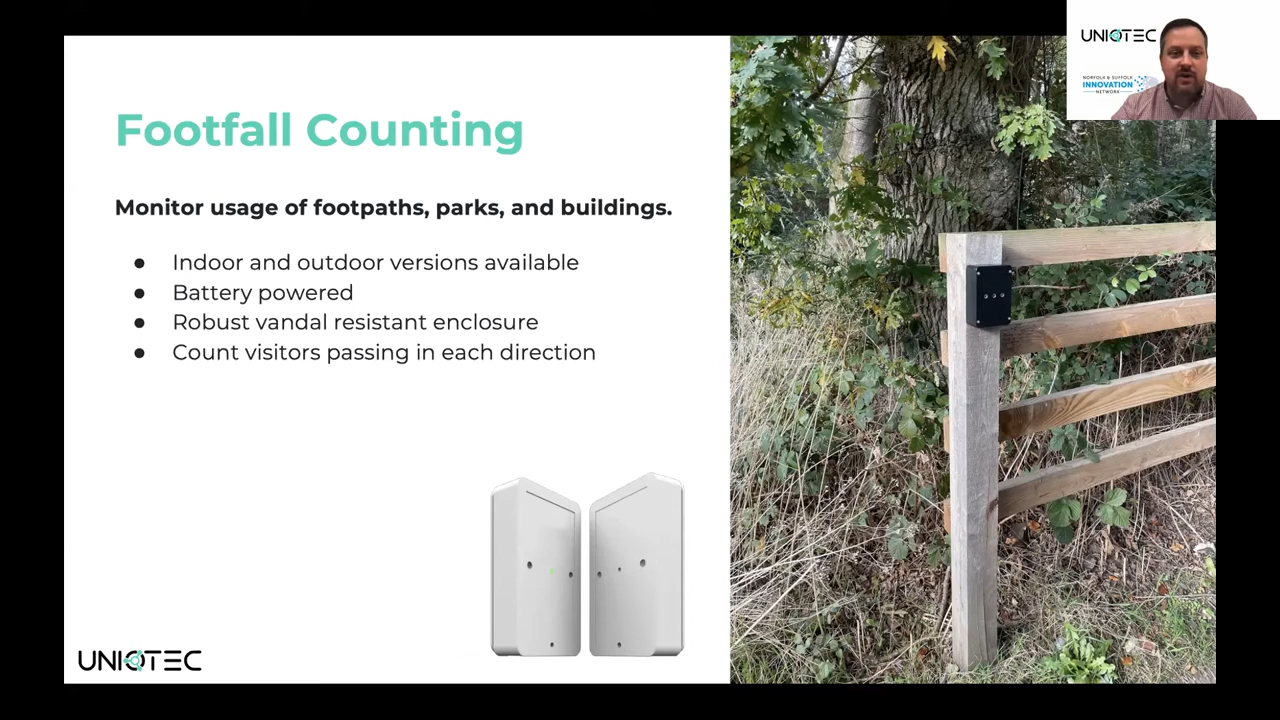 Footfall Counting
Monitor usage of footpaths, parks, and buildings.
● Indoor and outdoor versions available
● Battery powered
● Robust vandal resistant enclosure
● Count visitors passing in each direction
UNIOTEC
UNIOTEC
NORFOLK & SUFFOLK
INNOVATION
NETWORK